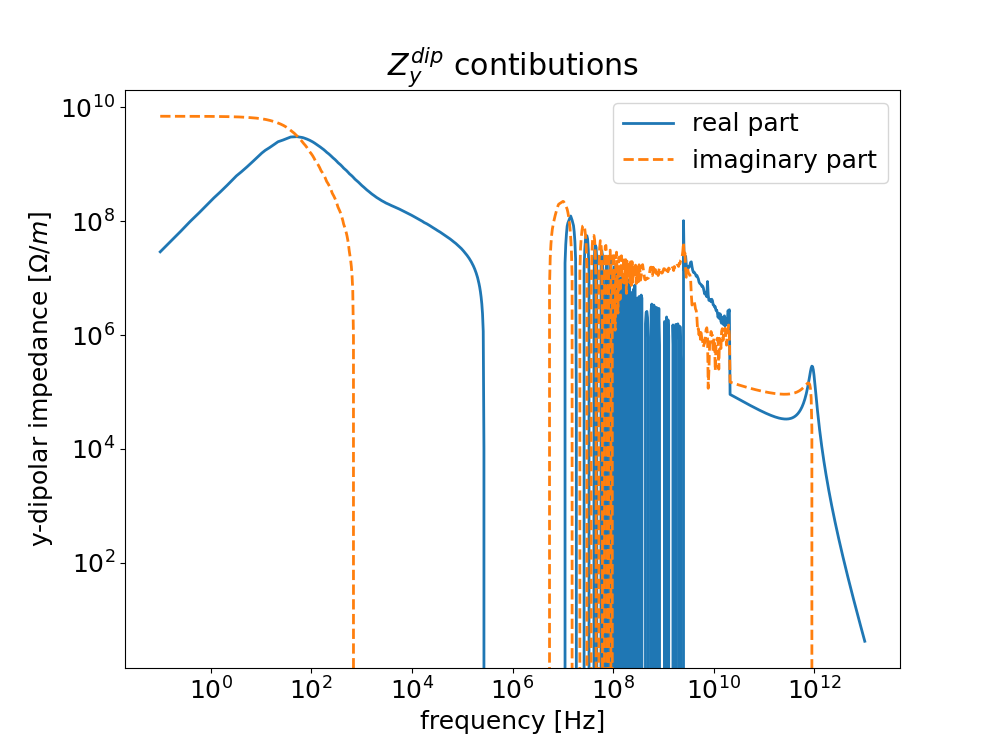 $Z_y^{dip}$ contibutions
real part
imaginary part
y-dipolar impedance [Ω/m]
10^10
10^8
10^6
10^4
10^2
10^0 10^2 10^4 10^6 10^8 10^10 10^12
frequency [Hz]